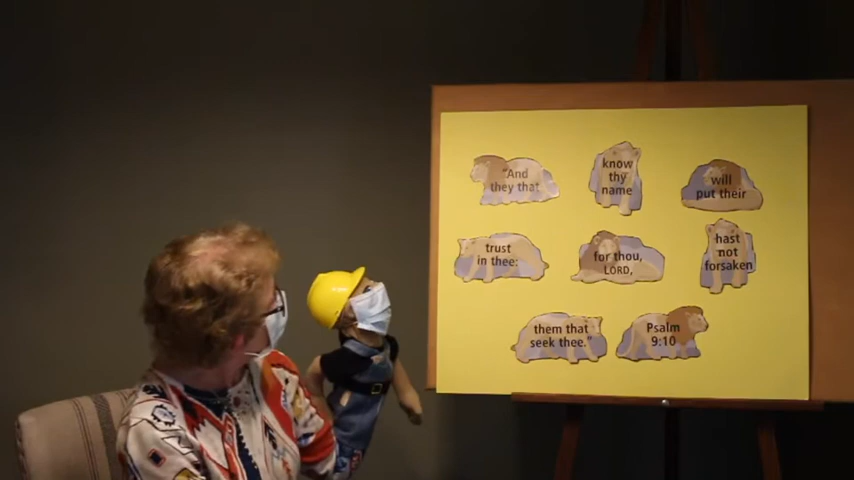 "And
they that
know
thy
name
will
put their
trust
in thee:
for thou,
LORD,
hast
not
forsaken
them that
seek thee."
Psalm
9:10